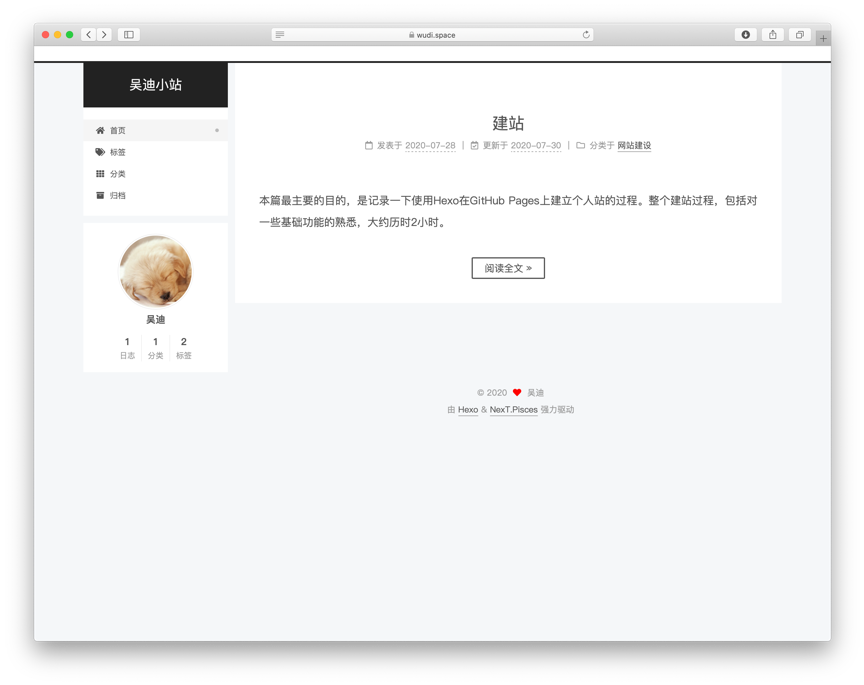 wudi.space
吴迪小站
首页
标签
分类
归档
吴迪
1 1 2
日志 分类 标签
建站
发表于 2020-07-28 | 更新于 2020-07-30 | 分类于 网站建设
本篇最主要的目的，是记录一下使用Hexo在GitHub Pages上建立个人站的过程。整个建站过程，包括对
一些基础功能的熟悉，大约历时2小时。
阅读全文 »
© 2020 吴迪
由 Hexo & NexT.Pisces 强力驱动